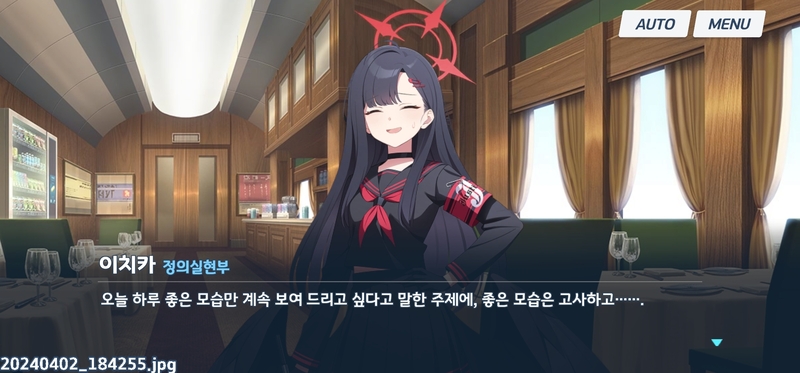 AUTO
MENU
이치카 정의실현부
오늘 하루 좋은 모습만 계속 보여 드리고 싶다고 말한 주제에, 좋은 모습은 고사하고…….
20240402_184255.jpg